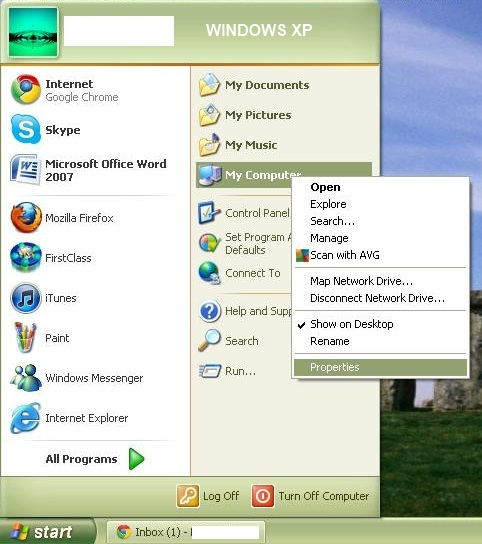 WINDOWS XP
Internet
Google Chrome
Skype
Microsoft Office Word
2007
Mozilla Firefox
FirstClass
iTunes
Paint
Windows Messenger
Internet Explorer
All Programs
My Documents
My Pictures
My Music
My Computer
Control Panel
Set Program A
Defaults
Connect To
Help and Supp
Search
Run...
Open
Explore
Search...
Manage
Scan with AVG
Map Network Drive...
Disconnect Network Drive...
Show on Desktop
Rename
Properties
Log Off
Turn Off Computer
start
Inbox (1) -